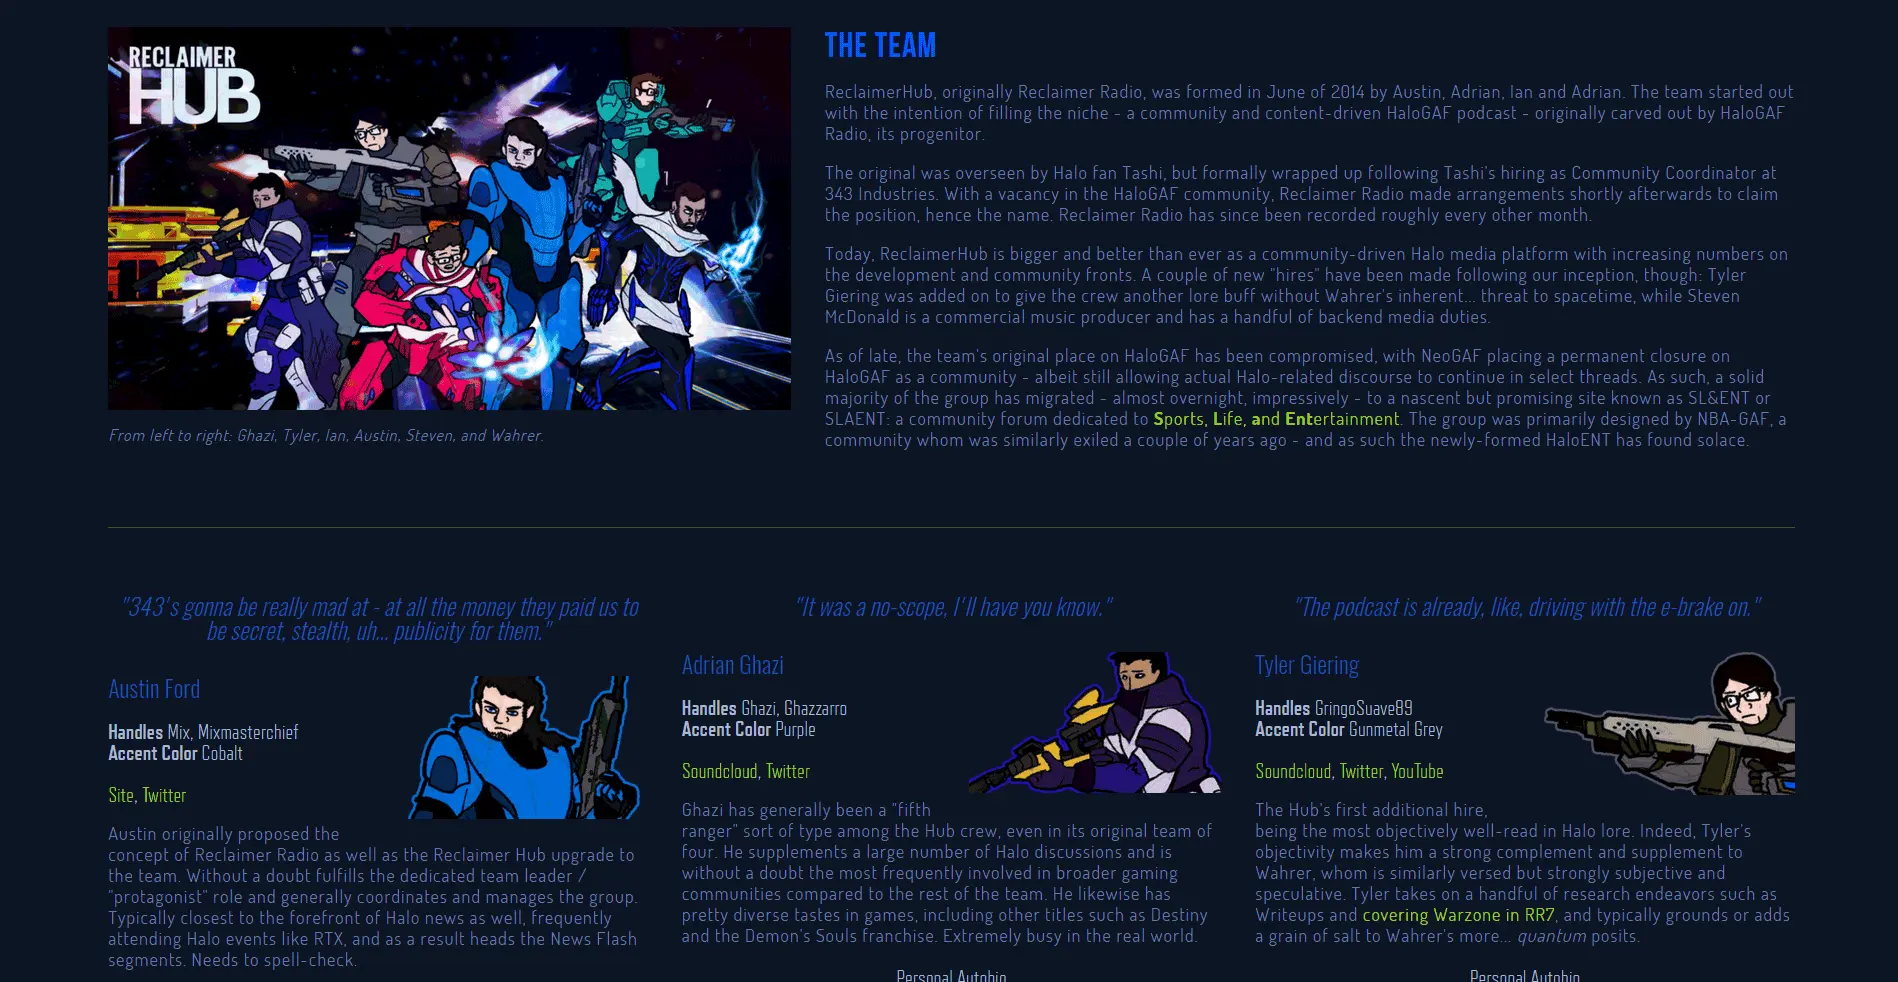 RECLAIMER
HUB
From left to right: Ghazi, Tyler, Ian, Austin, Steven, and Wahrer.
THE TEAM
ReclaimerHub, originally Reclaimer Radio, was formed in June of 2014 by Austin, Adrian, Ian and Adrian. The team started out
with the intention of filling the niche - a community and content-driven HaloGAF podcast - originally carved out by HaloGAF
Radio, its progenitor.
The original was overseen by Halo fan Tashi, but formally wrapped up following Tashi's hiring as Community Coordinator at
343 Industries. With a vacancy in the HaloGAF community, Reclaimer Radio made arrangements shortly afterwards to claim
the position, hence the name. Reclaimer Radio has since been recorded roughly every other month.
Today, ReclaimerHub is bigger and better than ever as a community-driven Halo media platform with increasing numbers on
the development and community fronts. A couple of new "hires" have been made following our inception, though: Tyler
Giering was added on to give the crew another lore buff without Wahrer's inherent... threat to spacetime, while Steven
McDonald is a commercial music producer and has a handful of backend media duties.
As of late, the team's original place on HaloGAF has been compromised, with NeoGAF placing a permanent closure on
HaloGAF as a community - albeit still allowing actual Halo-related discourse to continue in select threads. As such, a solid
majority of the group has migrated - almost overnight, impressively - to a nascent but promising site known as SL&ENT or
SLAENT: a community forum dedicated to Sports, Life, and Entertainment. The group was primarily designed by NBA-GAF, a
community whom was similarly exiled a couple of years ago - and as such the newly-formed HaloENT has found solace.
"343's gonna be really mad at - at all the money they paid us to
be secret, stealth, uh... publicity for them."
Austin Ford
Handles Mix, Mixmasterchief
Accent Color Cobalt
Site, Twitter
Austin originally proposed the
concept of Reclaimer Radio as well as the Reclaimer Hub upgrade to
the team. Without a doubt fulfills the dedicated team leader /
"protagonist" role and generally coordinates and manages the group.
Typically closest to the forefront of Halo news as well, frequently
attending Halo events like RTX, and as a result heads the News Flash
segments. Needs to spell-check.
"It was a no-scope, I'll have you know."
Adrian Ghazi
Handles Ghazi, Ghazzarro
Accent Color Purple
Soundcloud, Twitter
Ghazi has generally been a "fifth
ranger" sort of type among the Hub crew, even in its original team of
four. He supplements a large number of Halo discussions and is
without a doubt the most frequently involved in broader gaming
communities compared to the rest of the team. He likewise has
pretty diverse tastes in games, including other titles such as Destiny
and the Demon's Souls franchise. Extremely busy in the real world.
Personal Autobio
"The podcast is already, like, driving with the e-brake on."
Tyler Giering
Handles GringoSuave89
Accent Color Gunmetal Grey
Soundcloud, Twitter, YouTube
The Hub's first additional hire,
being the most objectively well-read in Halo lore. Indeed, Tyler's
objectivity makes him a strong complement and supplement to
Wahrer, whom is similarly versed but strongly subjective and
speculative. Tyler takes on a handful of research endeavors such as
Writeups and covering Warzone in RR7, and typically grounds or adds
a grain of salt to Wahrer's more... quantum posits.
Personal Autobio